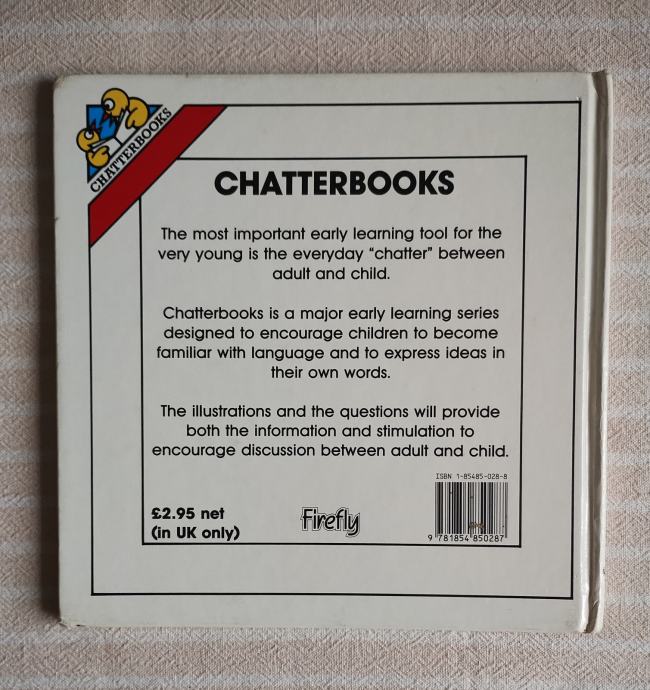 CHATTERBOOKS
CHATTERBOOKS
The most important early learning tool for the
very young is the everyday “chatter” between
adult and child.
Chatterbooks is a major early learning series
designed to encourage children to become
familiar with language and to express ideas in
their own words.
The illustrations and the questions will provide
both the information and stimulation to
encourage discussion between adult and child.
ISBN 1-85485-028-8
£2.95 net
(in UK only)
Firefly
9 781854 850287